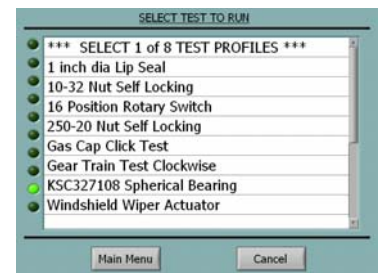 SELECT TEST TO RUN
*** SELECT 1 of 8 TEST PROFILES ***
1 inch dia Lip Seal
10-32 Nut Self Locking
16 Position Rotary Switch
250-20 Nut Self Locking
Gas Cap Click Test
Gear Train Test Clockwise
KSC327108 Spherical Bearing
Windshield Wiper Actuator
Main Menu
Cancel